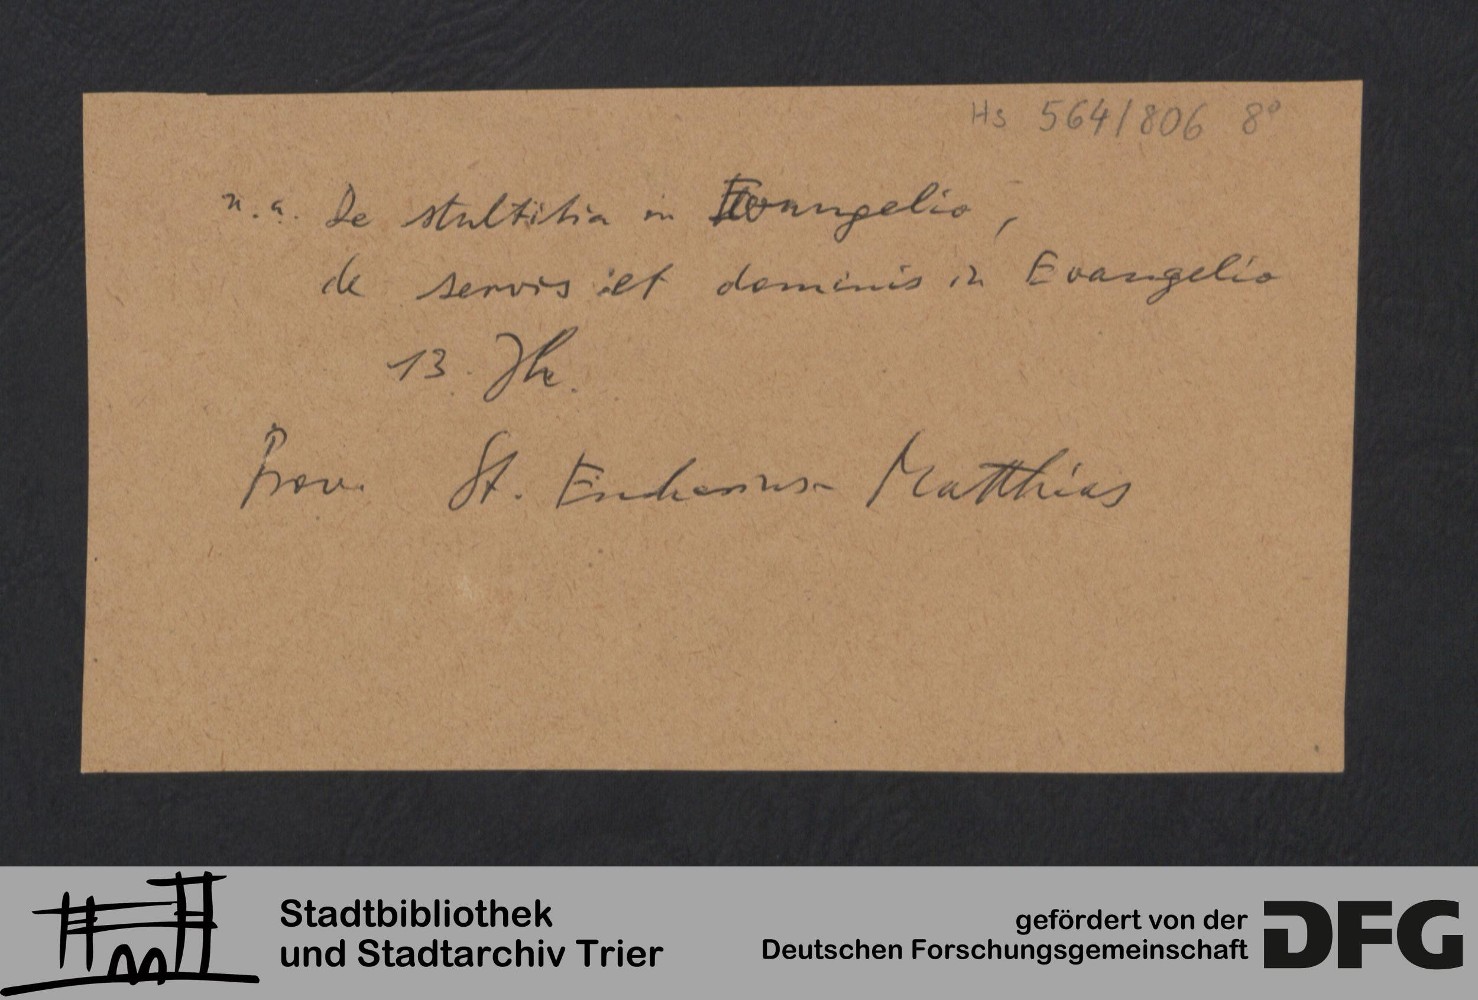 Hs 564/806 8°
u. a. De stultitia in Evangelio,
de servis et dominis in Evangelio
13. Jh.
Prov. St. Eucharius-Matthias
Stadtbibliothek
und Stadtarchiv Trier
gefördert von der
Deutschen Forschungsgemeinschaft
DFG